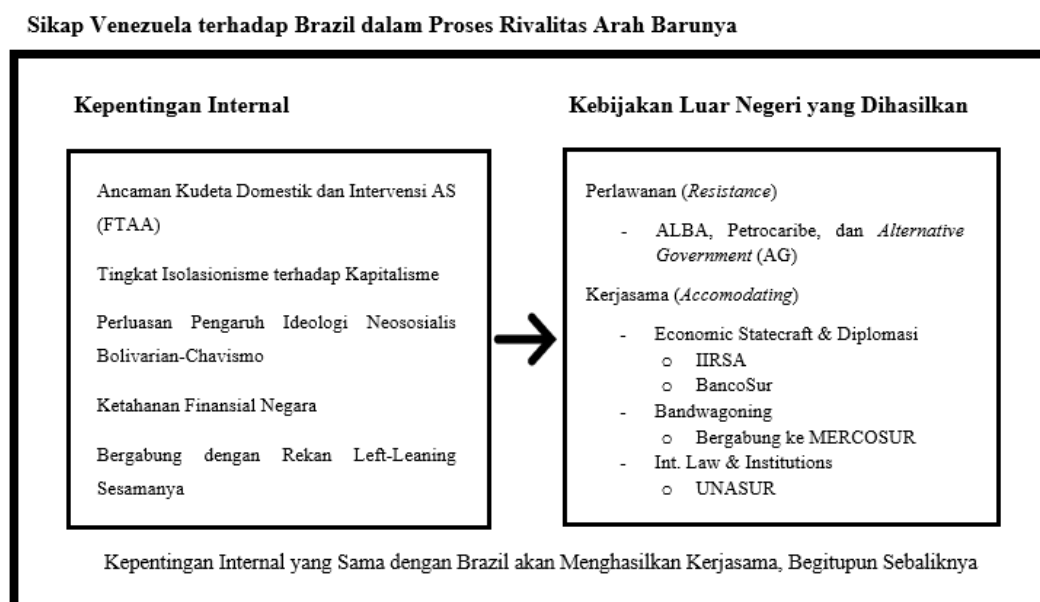 Sikap Venezuela terhadap Brazil dalam Proses Rivalitas Arah Barunya
Kepentingan Internal
Ancaman Kudeta Domestik dan Intervensi AS
(FTAA)
Tingkat Isolasionisme terhadap Kapitalisme
Perluasan Pengaruh Ideologi Neososialis
Bolivarian-Chavismo
Ketahanan Finansial Negara
Bergabung dengan Rekan Left-Leaning
Sesamanya
Kebijakan Luar Negeri yang Dihasilkan
Perlawanan (Resistance)
- ALBA, Petrocaribe, dan Alternative
Government (AG)
Kerjasama (Accomodating)
- Economic Statecraft & Diplomasi
o IIRSA
o BancoSur
- Bandwagoning
o Bergabung ke MERCOSUR
- Int. Law & Institutions
o UNASUR
Kepentingan Internal yang Sama dengan Brazil akan Menghasilkan Kerjasama, Begitupun Sebaliknya